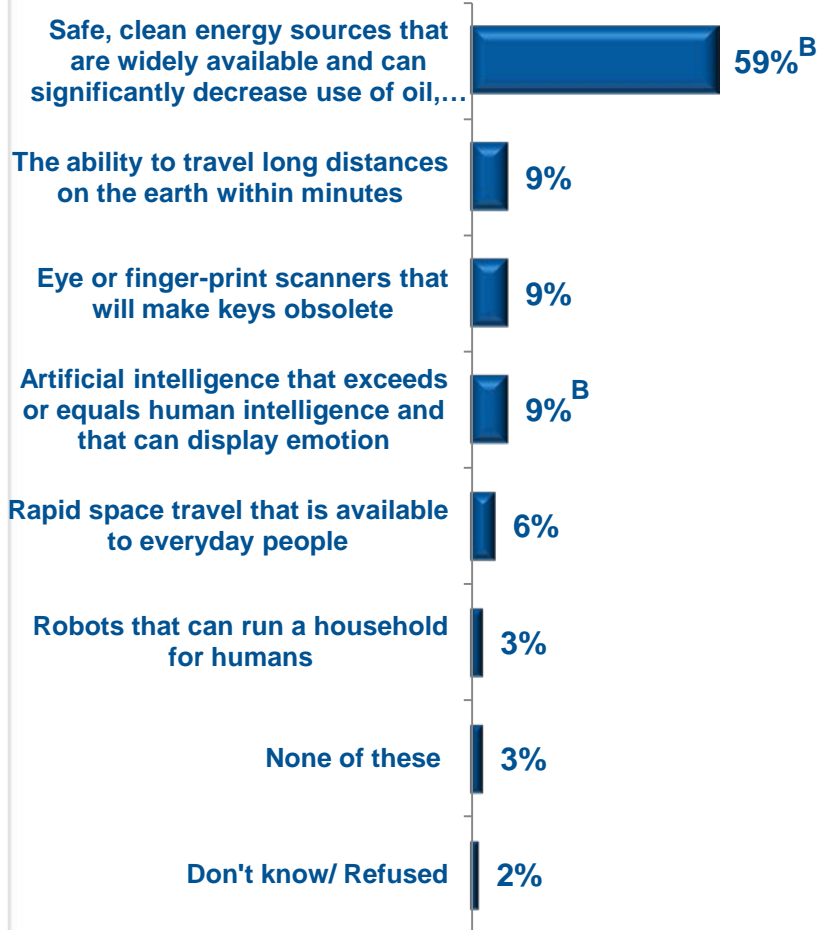 Safe, clean energy sources that
are widely available and can
significantly decrease use of oil,…
59%B
The ability to travel long distances
on the earth within minutes
9%
Eye or finger-print scanners that
will make keys obsolete
9%
Artificial intelligence that exceeds
or equals human intelligence and
that can display emotion
9%B
Rapid space travel that is available
to everyday people
6%
Robots that can run a household
for humans
3%
None of these
3%
Don't know/ Refused
2%